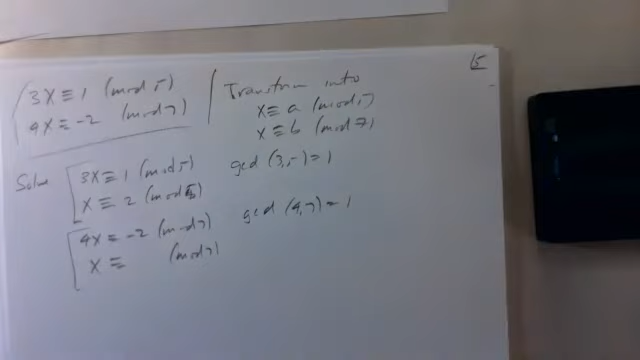 15
3X ≡ 1 (mod 5)
4X ≡ -2 (mod 7)
Transform into
X ≡ a (mod 5)
X ≡ b (mod 7)
Solve
3X ≡ 1 (mod 5) gcd (3,5) = 1
X ≡ 2 (mod 5)
4X ≡ -2 (mod 7) gcd (4,7) = 1
X ≡ (mod 7)